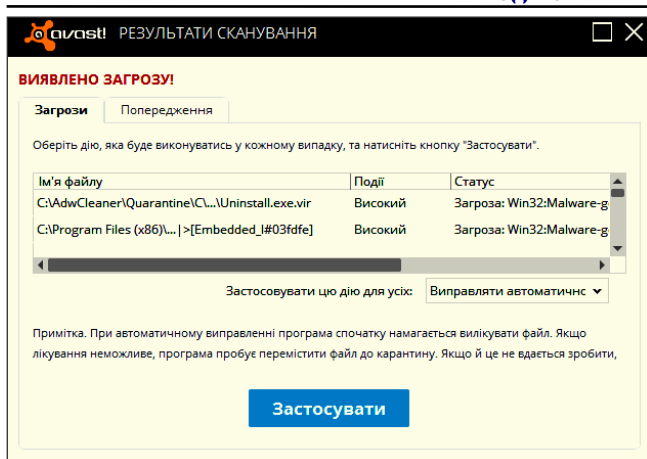 avast! РЕЗУЛЬТАТИ СКАНУВАННЯ
ВИЯВЛЕНО ЗАГРОЗУ!
Загрози Попередження
Оберіть дію, яка буде виконуватись у кожному випадку, та натисніть кнопку "Застосувати".
Ім'я файлу Події Статус
C:\AdwCleaner\Quarantine\C\...\Uninstall.exe.vir Високий Загроза: Win32:Malware-g
C:\Program Files (x86)\...|>[Embedded_I#03fdfe] Високий Загроза: Win32:Malware-g
Застосовувати цю дію для усіх: Виправляти автоматичнс
Примітка. При автоматичному виправленні програма спочатку намагається вилікувати файл. Якщо
лікування неможливе, програма пробує перемістити файл до карантину. Якщо й це не вдається зробити,
Застосувати